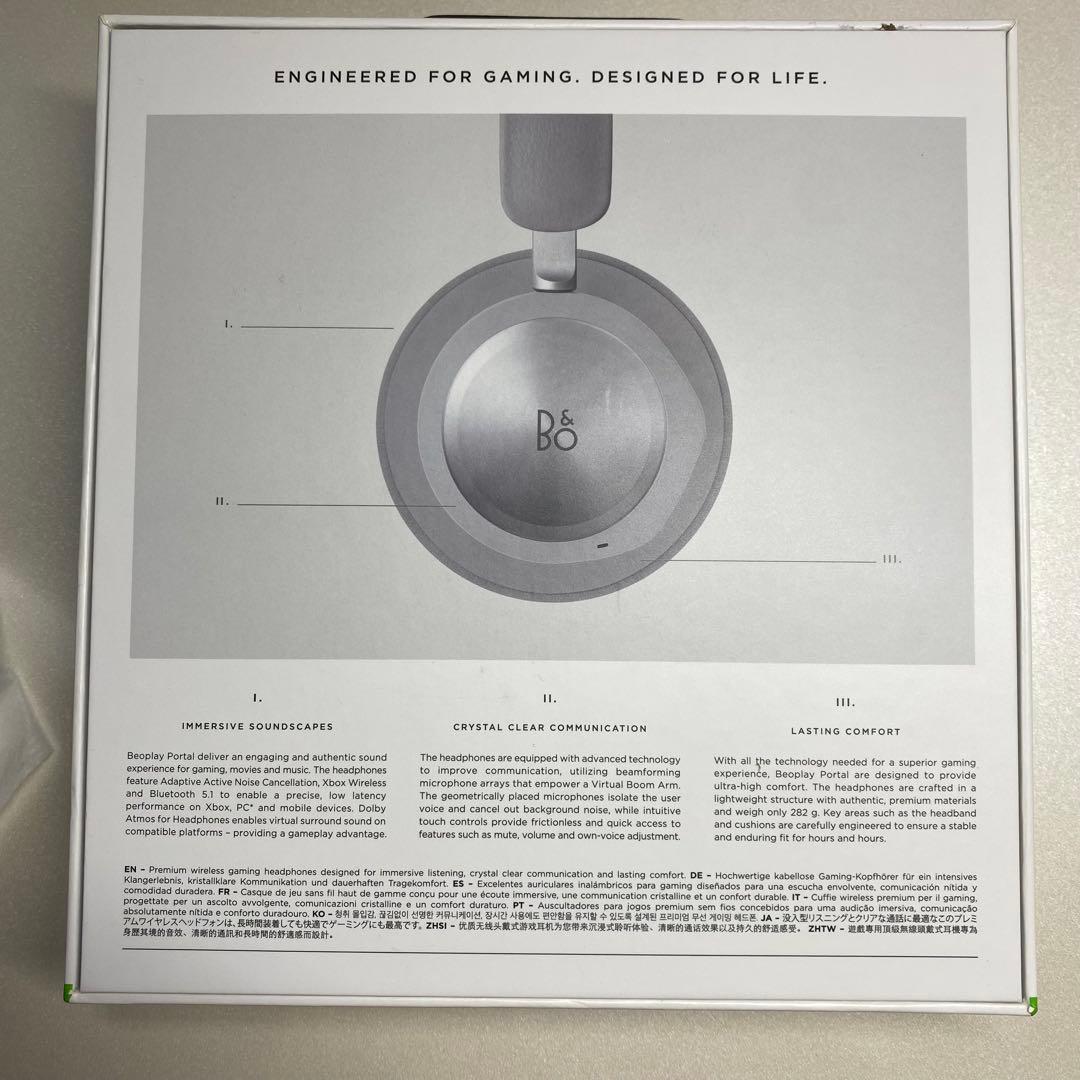 ENGINEERED FOR GAMING. DESIGNED FOR LIFE.
I.
B&O
II.
III.
I.
IMMERSIVE SOUNDSCAPES
Beoplay Portal deliver an engaging and authentic sound
experience for gaming, movies and music. The headphones
feature Adaptive Active Noise Cancellation, Xbox Wireless
and Bluetooth 5.1 to enable a precise, low latency
performance on Xbox, PC* and mobile devices. Dolby
Atmos for Headphones enables virtual surround sound on
compatible platforms – providing a gameplay advantage.
II.
CRYSTAL CLEAR COMMUNICATION
The headphones are equipped with advanced technology
to improve communication, utilizing beamforming
microphone arrays that empower a Virtual Boom Arm.
The geometrically placed microphones isolate the user
voice and cancel out background noise, while intuitive
touch controls provide frictionless and quick access to
features such as mute, volume and own-voice adjustment.
III.
LASTING COMFORT
With all the technology needed for a superior gaming
experience, Beoplay Portal are designed to provide
ultra-high comfort. The headphones are crafted in a
lightweight structure with authentic, premium materials
and weigh only 282 g. Key areas such as the headband
and cushions are carefully engineered to ensure a stable
and enduring fit for hours and hours.
EN – Premium wireless gaming headphones designed for immersive listening, crystal clear communication and lasting comfort. DE – Hochwertige kabellose Gaming-Kopfhörer für ein intensives
Klangerlebnis, kristallklare Kommunikation und dauerhaften Tragekomfort. ES – Excelentes auriculares inalámbricos para gaming diseñados para una escucha envolvente, comunicación nítida y
comodidad duradera. FR – Casque de jeu sans fil haut de gamme conçu pour une écoute immersive, une communication cristalline et un confort durable. IT – Cuffie wireless premium per il gaming,
progettate per un ascolto avvolgente, comunicazioni cristalline e un comfort duraturo. PT – Auscultadores para jogos premium sem fios concebidos para uma audição imersiva, comunicação
absolutamente nítida e conforto duradouro. KO – 청취 몰입감, 끊김없이 선명한 커뮤니케이션, 장시간 사용에도 편안함을 유지할 수 있도록 설계된 프리미엄 무선 게이밍 헤드폰. JA – 没入型リスニングとクリアな通話に最適なこのプレミ
アムワイヤレスヘッドフォンは、長時間装着しても快適でゲーミングにも最高です。ZHSI – 优质无线头戴式游戏耳机为您带来沉浸式聆听体验、清晰的通话效果以及持久的舒适感受。 ZHTW – 遊戲專用頂級無線頭戴式耳機專為
身歷其境的音效、清晰的通訊和長時間的舒適感而設計。